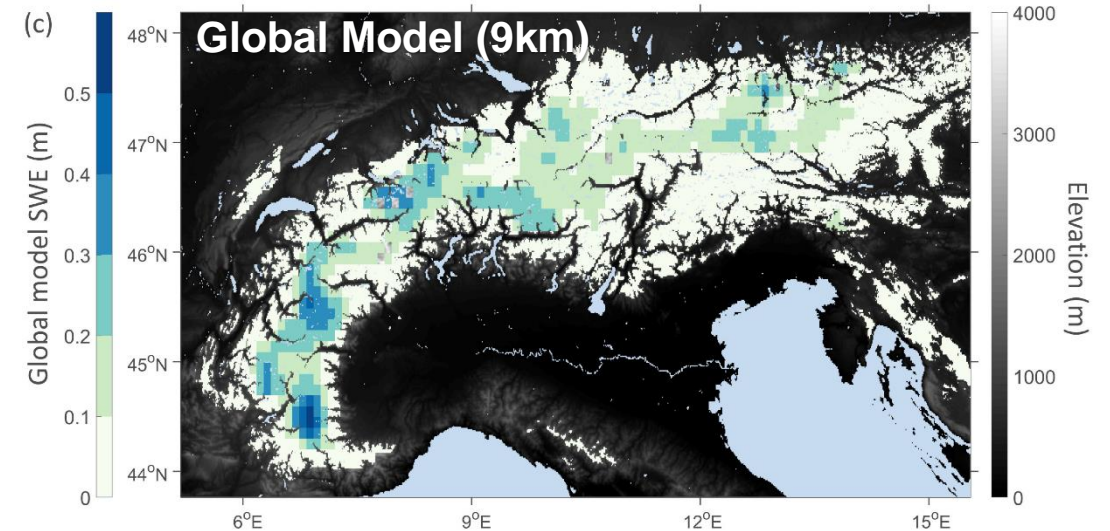 (c)
Global Model (9km)
Global model SWE (m)
0.5
0.4
0.3
0.2
0.1
0
48°N
47°N
46°N
45°N
44°N
6°E
9°E
12°E
15°E
4000
3000
2000
1000
0
Elevation (m)